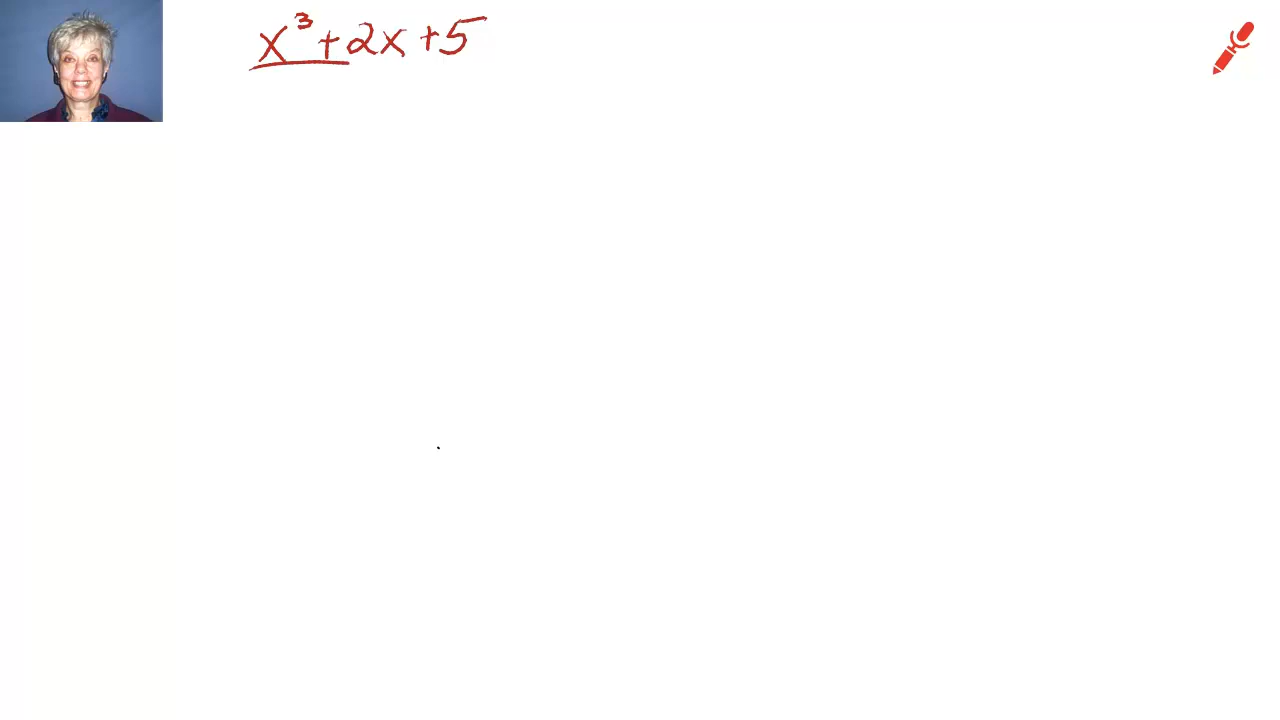 x³ + 2x + 5